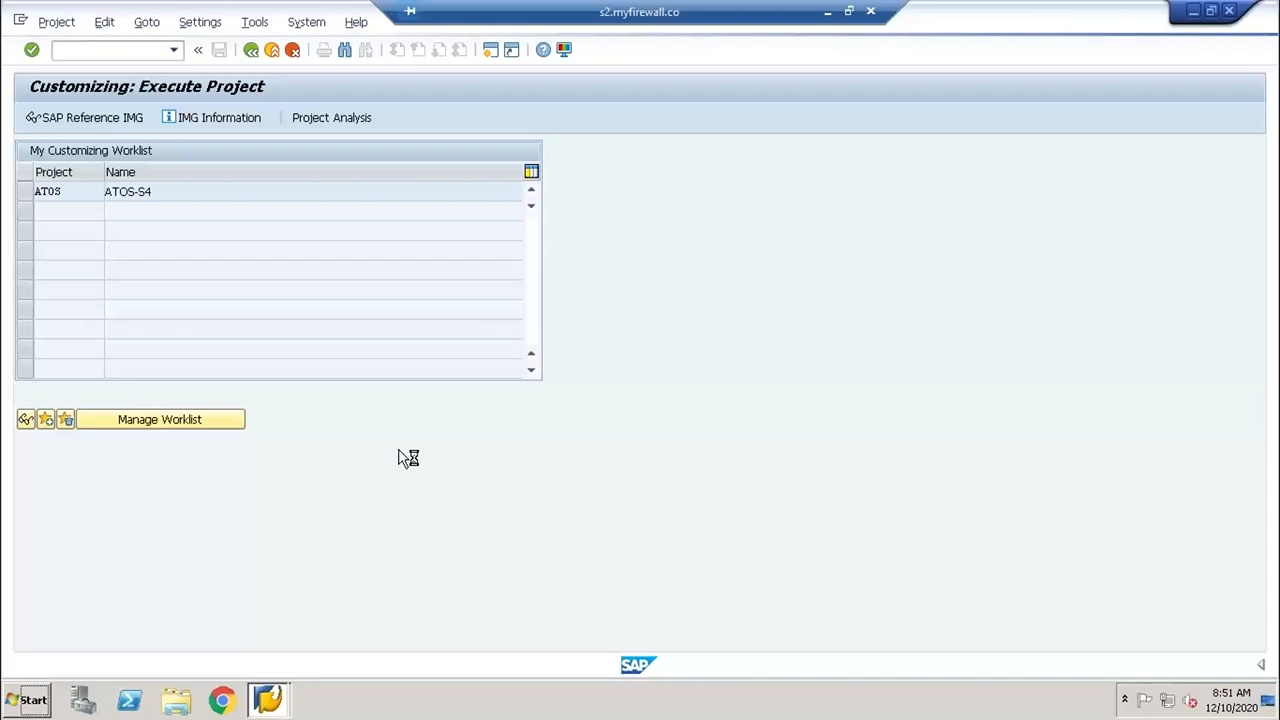 s2.myfirewall.co
Project Edit Goto Settings Tools System Help
Customizing: Execute Project
SAP Reference IMG IMG Information Project Analysis
My Customizing Worklist
Project Name
ATOS ATOS-S4
Manage Worklist
SAP
Start
8:51 AM
12/10/2020